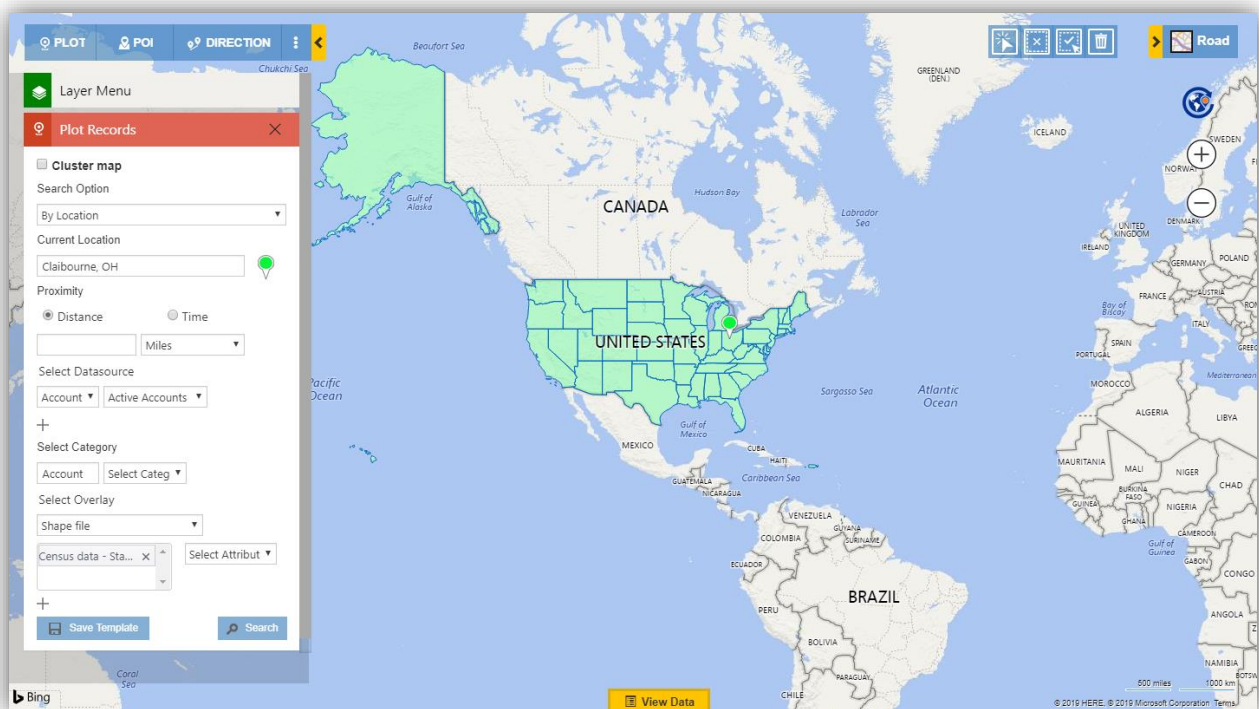 PLOT
POI
DIRECTION
Road
Layer Menu
Plot Records
Cluster map
Search Option
By Location
Current Location
Claibourne, OH
Proximity
Distance
Time
Miles
Select Datasource
Account
Active Accounts
Select Category
Account
Select Categ
Select Overlay
Shape file
Census data - Sta...
Select Attribut
Save Template
Search
Bing
View Data
Beaufort Sea
Chukchi Sea
GREENLAND
(DEN.)
ICELAND
SWEDEN
NORWA
Gulf of
Alaska
CANADA
Hudson Bay
Labrador
Sea
DENMARK
UNITED
KINGDOM
IRELAND
GERMANY
POLAND
FRANCE
AUSTRIA
Bay of
Biscay
ITALY
SPAIN
PORTUGAL
GREEC
UNITED STATES
Pacific
Ocean
Sargasso Sea
Atlantic
Ocean
Mediterranean
MOROCCO
ALGERIA
LIBYA
Gulf of
Mexico
MEXICO
CUBA
HAITI
GUATEMALA
Caribbean Sea
NICARAGUA
MAURITANIA
MALI
NIGER
CHAD
BURKINA
FASO
GUINEA
NIGERIA
GHANA
CAMEROON
Gulf of
Guinea
GABON
CONGO
VENEZUELA
GUYANA
COLOMBIA
SURINAME
ECUADOR
BRAZIL
PERU
BOLIVIA
PARAGUAY
CHILE
ANGOLA
NAMIBIA
BOTSW
Coral
Sea
500 miles
1000 km
© 2019 HERE, © 2019 Microsoft Corporation Terms